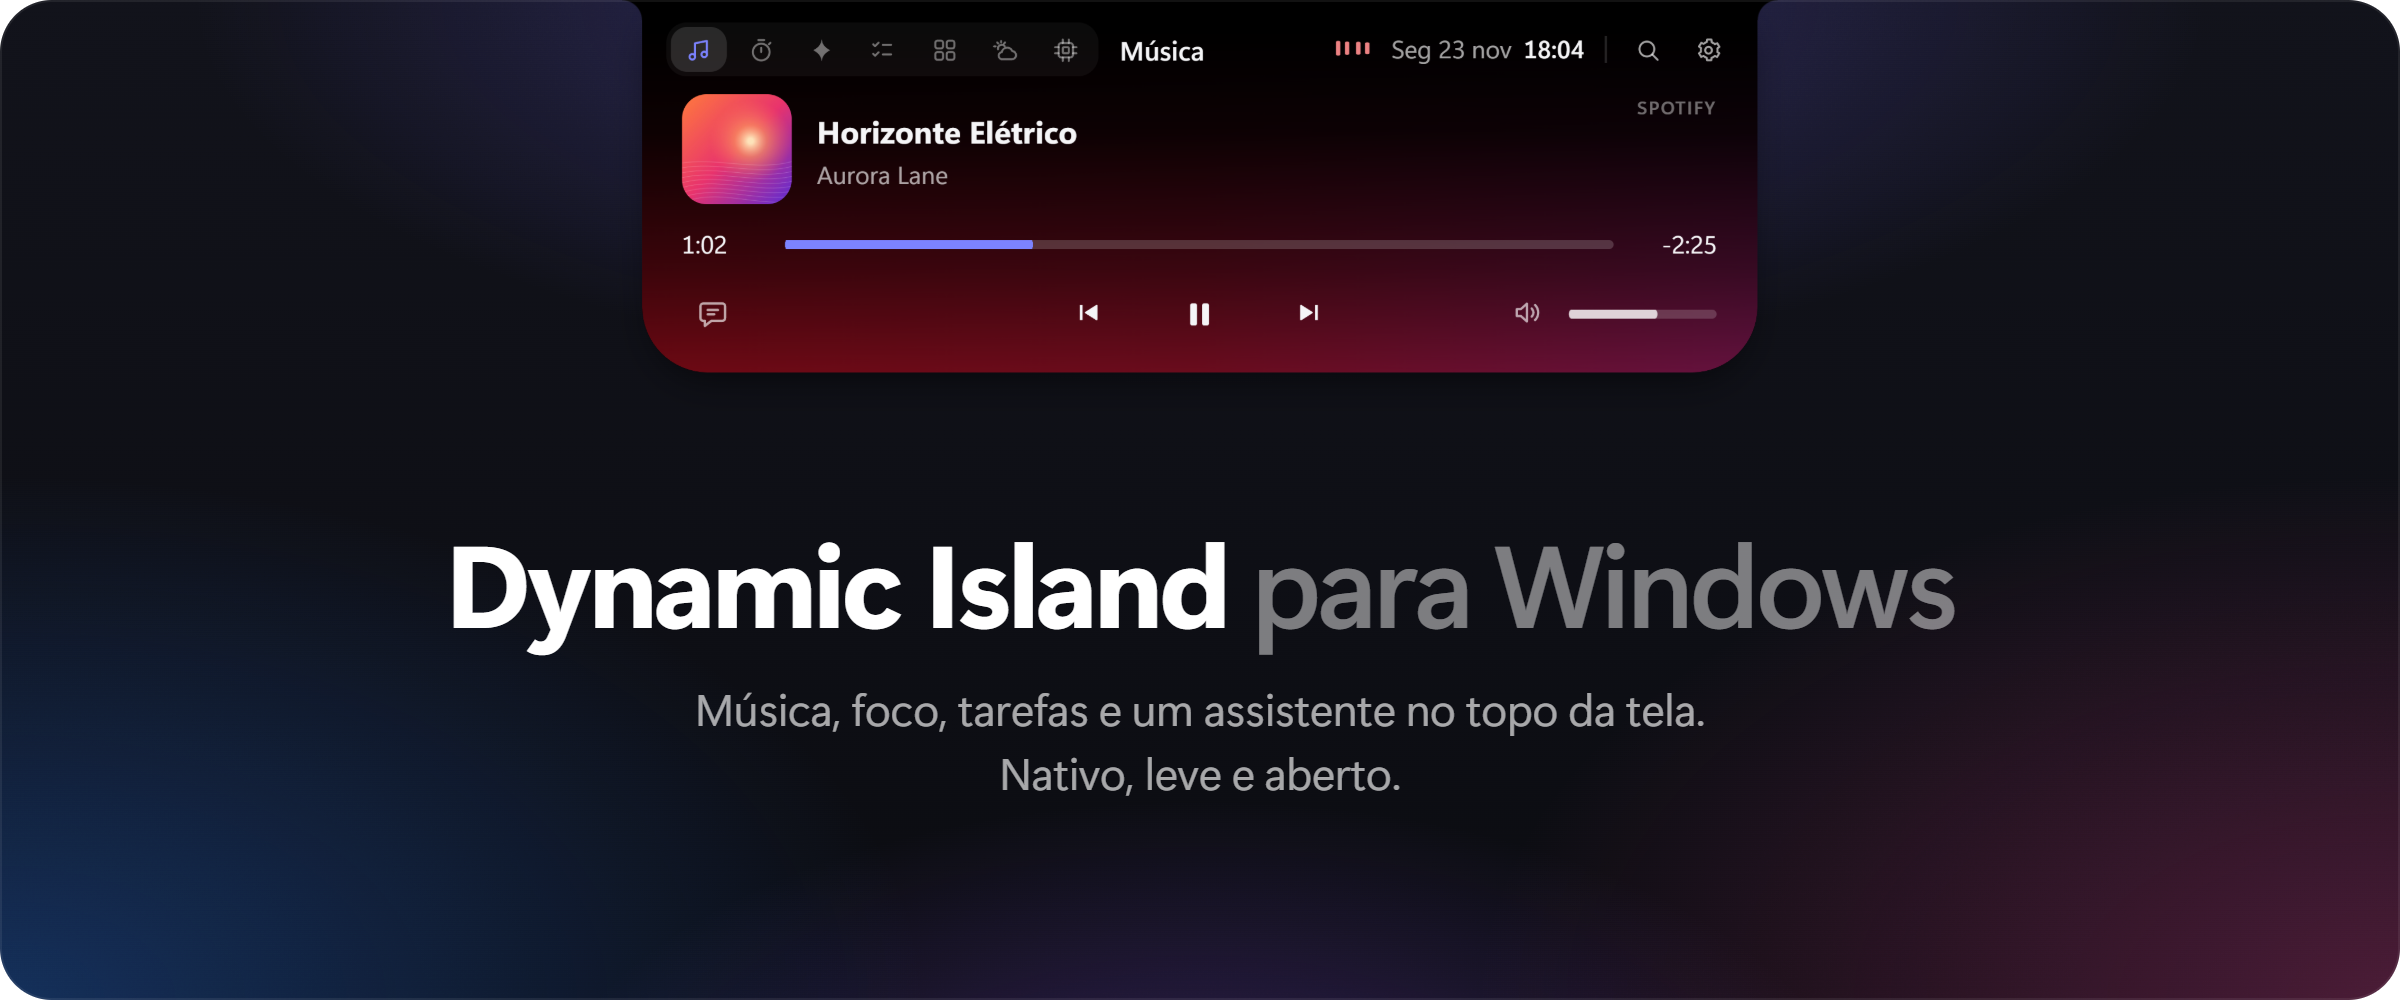 Música
Seg 23 nov 18:04
SPOTIFY
Horizonte Elétrico
Aurora Lane
1:02
-2:25
Dynamic Island para Windows
Música, foco, tarefas e um assistente no topo da tela.
Nativo, leve e aberto.